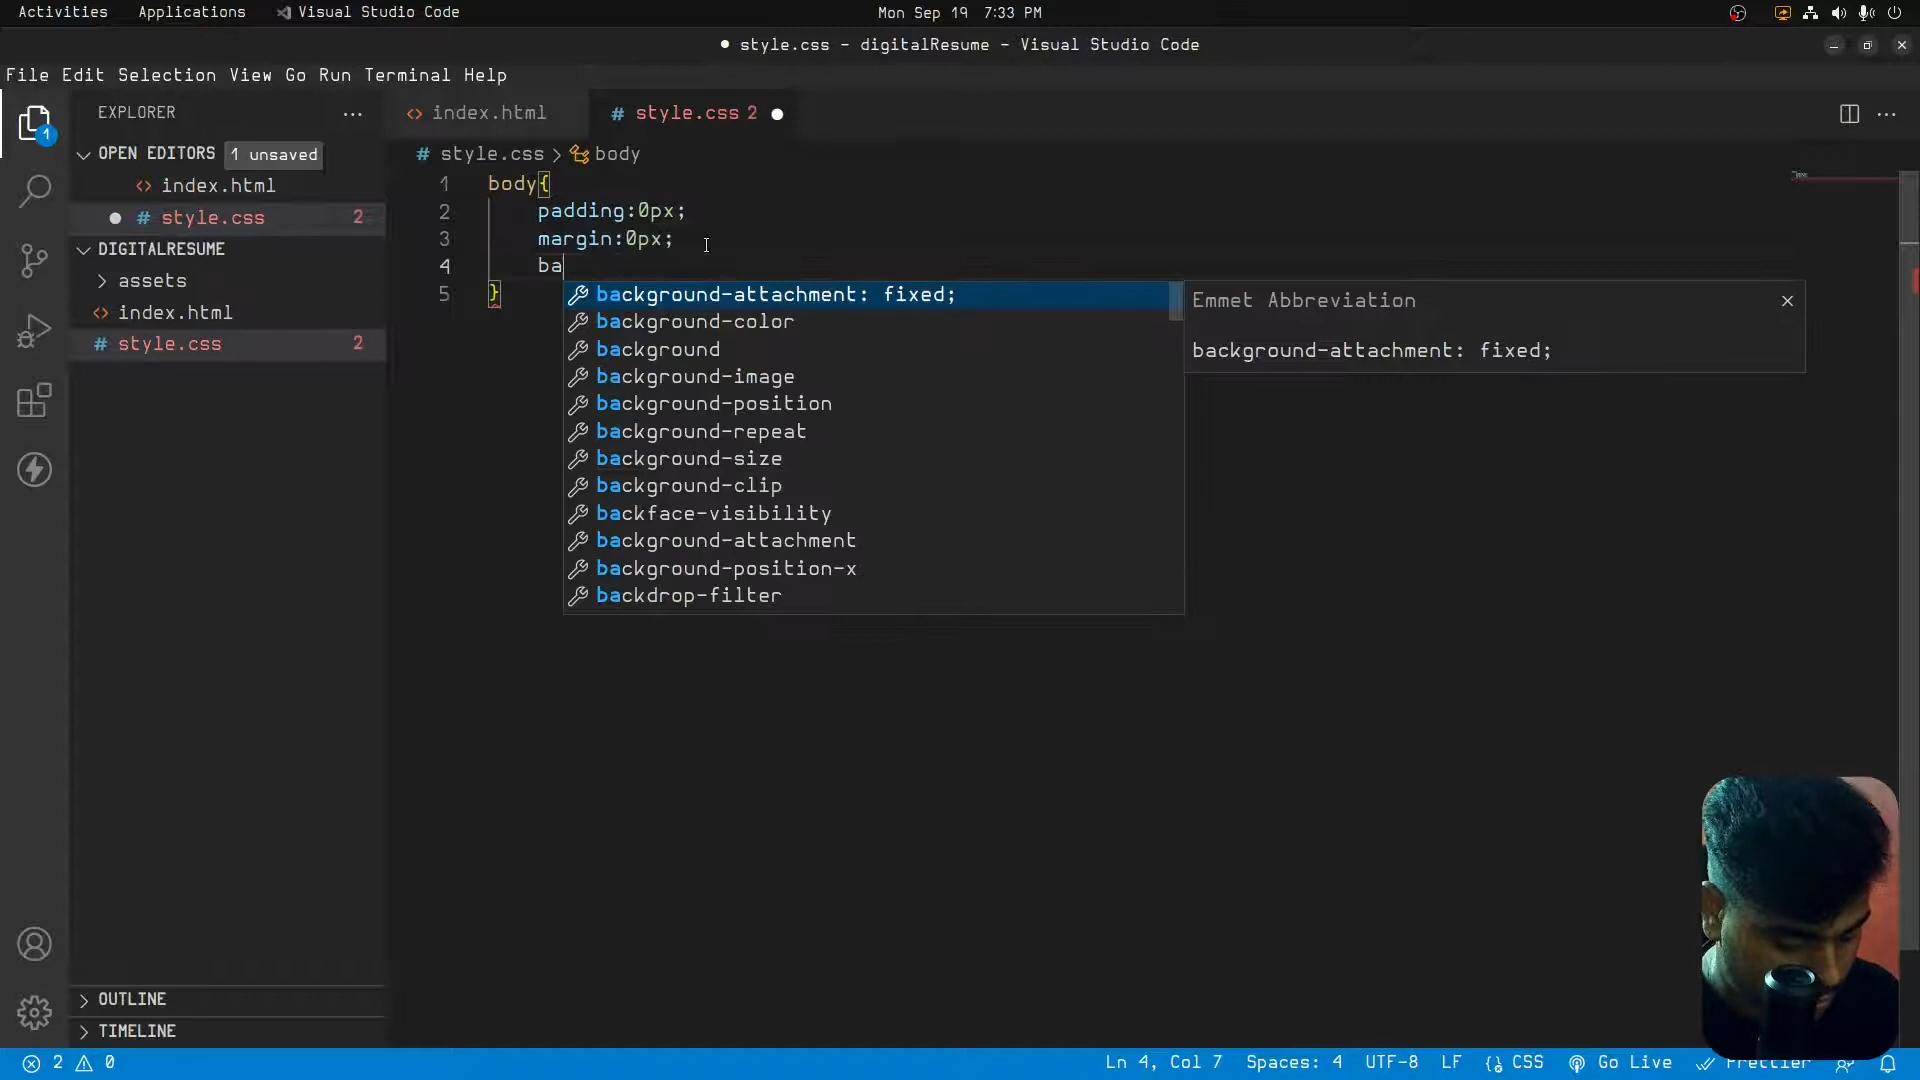 Activities Applications Visual Studio Code Mon Sep 19 7:33 PM
● style.css - digitalResume - Visual Studio Code
File Edit Selection View Go Run Terminal Help
EXPLORER ...
1
OPEN EDITORS 1 unsaved
<> index.html
● # style.css 2
DIGITALRESUME
> assets
<> index.html
# style.css 2
> OUTLINE
> TIMELINE
<> index.html # style.css 2 ●
# style.css > body
1 body{
2 padding:0px;
3 margin:0px;
4 ba
5 }
background-attachment: fixed;
background-color
background
background-image
background-position
background-repeat
background-size
background-clip
backface-visibility
background-attachment
background-position-x
backdrop-filter
Emmet Abbreviation ×
background-attachment: fixed;
2 0 Ln 4, Col 7 Spaces: 4 UTF-8 LF {} CSS Go Live Prettier